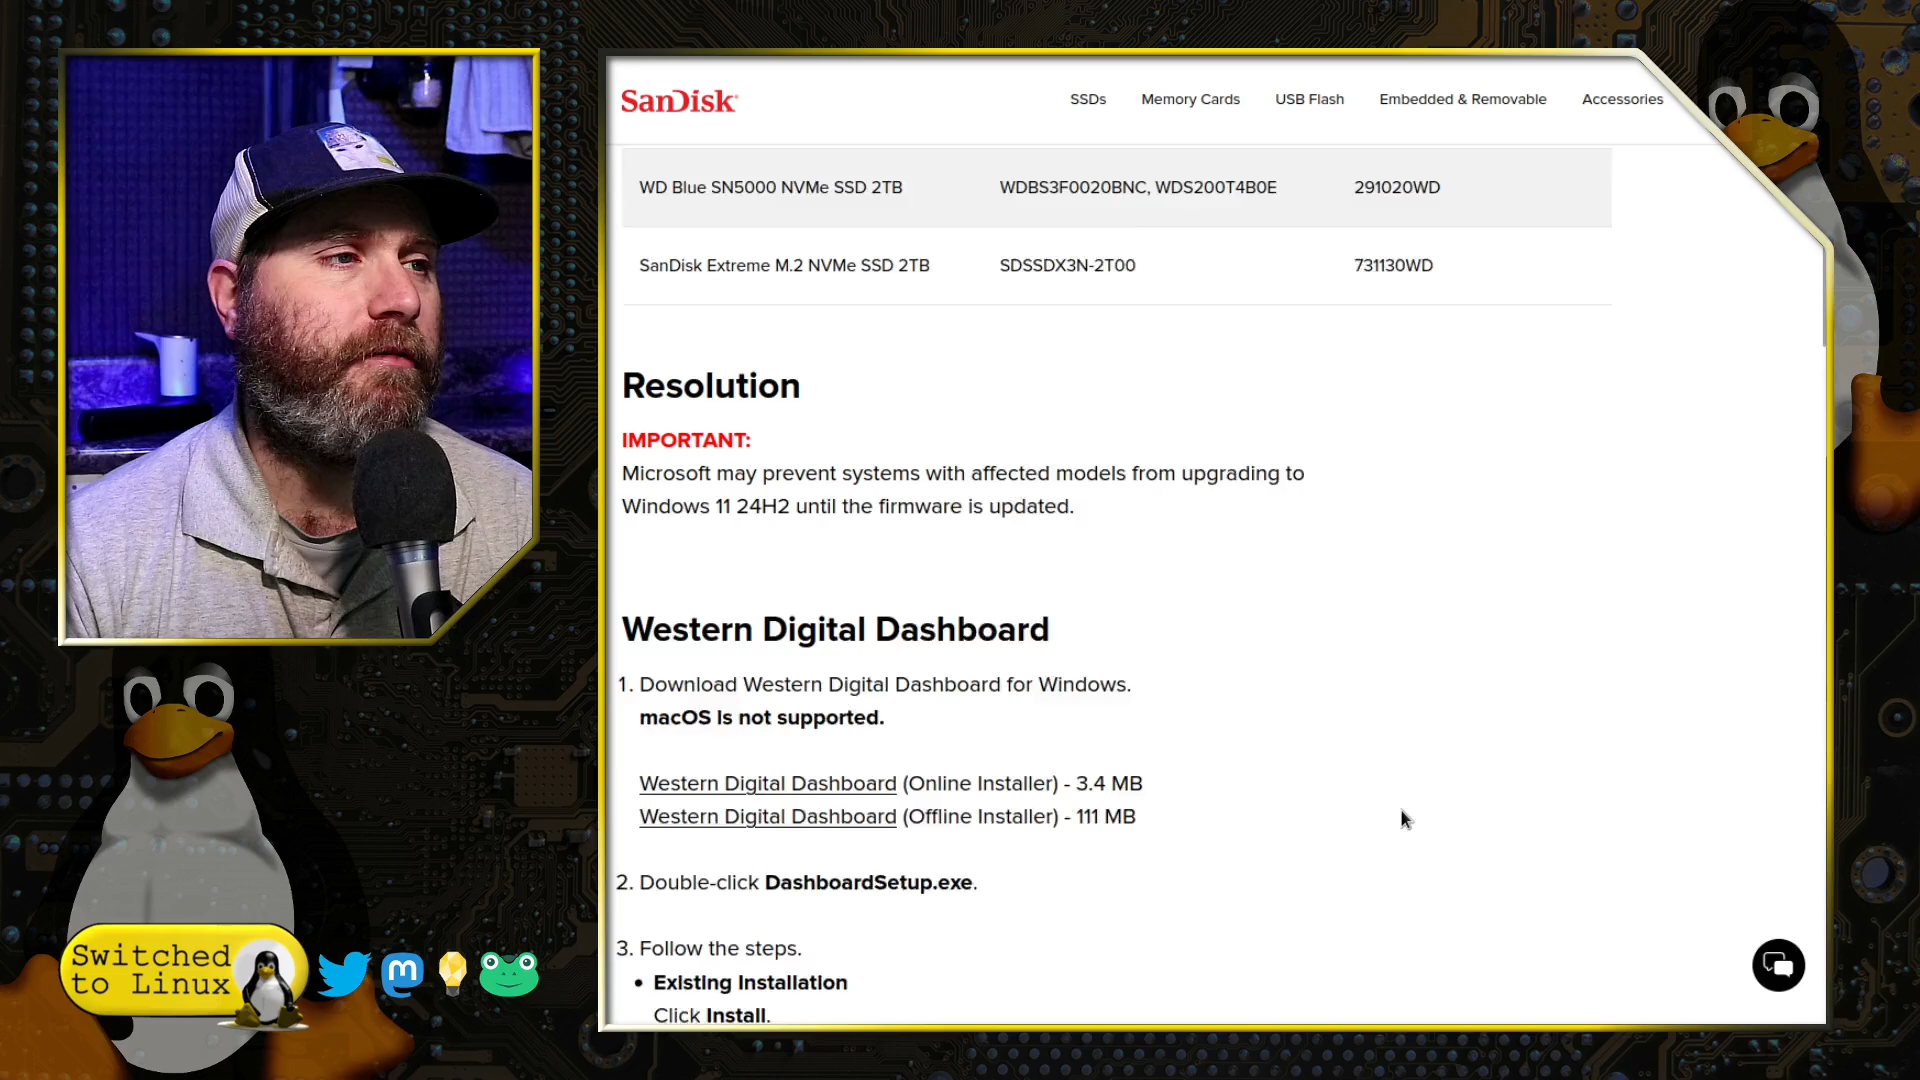 SanDisk
SSDs Memory Cards USB Flash Embedded & Removable Accessories
WD Blue SN5000 NVMe SSD 2TB WDBS3F0020BNC, WDS200T4B0E 291020WD
SanDisk Extreme M.2 NVMe SSD 2TB SDSSDX3N-2T00 731130WD
Resolution
IMPORTANT:
Microsoft may prevent systems with affected models from upgrading to
Windows 11 24H2 until the firmware is updated.
Western Digital Dashboard
1. Download Western Digital Dashboard for Windows.
macOS is not supported.
Western Digital Dashboard (Online Installer) - 3.4 MB
Western Digital Dashboard (Offline Installer) - 111 MB
2. Double-click DashboardSetup.exe.
3. Follow the steps.
• Existing Installation
Click Install.
Switched
to Linux
m